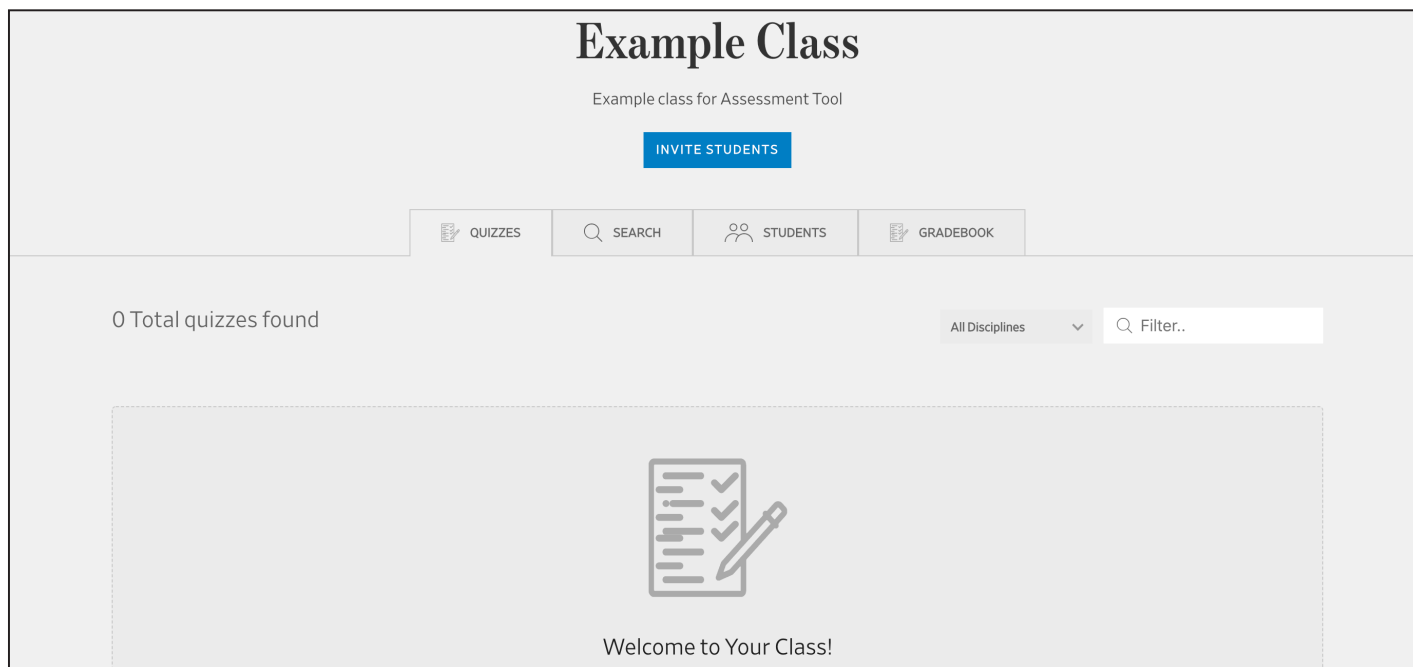 Example Class
Example class for Assessment Tool
INVITE STUDENTS
QUIZZES SEARCH STUDENTS GRADEBOOK
0 Total quizzes found
All Disciplines Filter..
Welcome to Your Class!